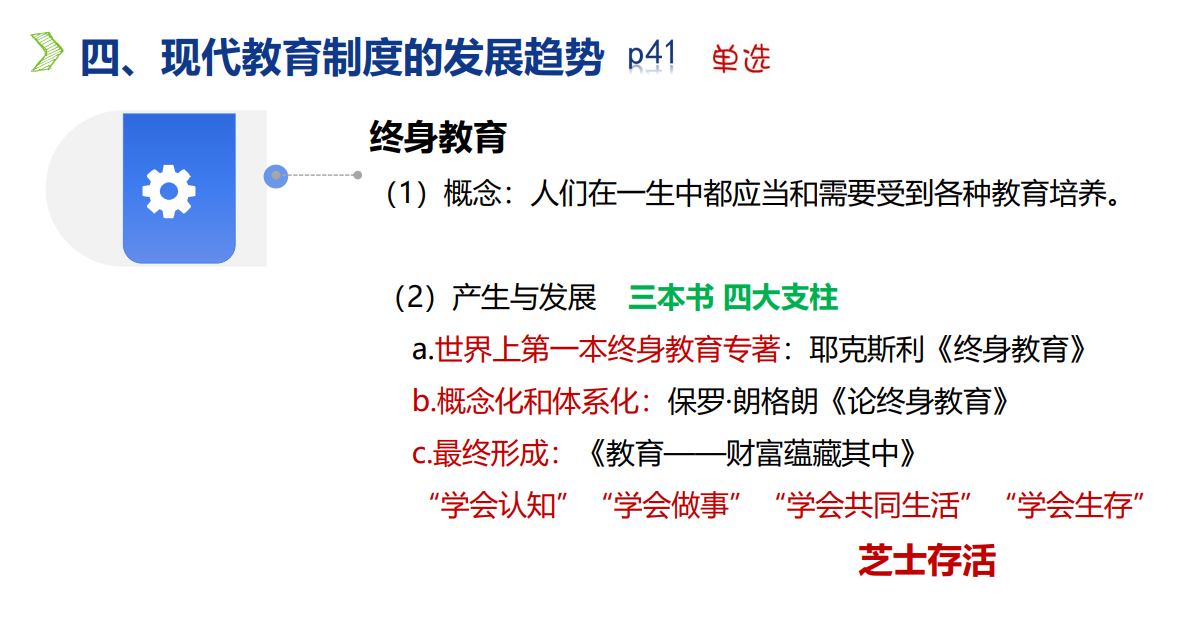 四、现代教育制度的发展趋势 p41 单选
终身教育
（1）概念：人们在一生中都应当和需要受到各种教育培养。
（2）产生与发展 三本书 四大支柱
a.世界上第一本终身教育专著：耶克斯利《终身教育》
b.概念化和体系化：保罗·朗格朗《论终身教育》
c.最终形成：《教育——财富蕴藏其中》
“学会认知” “学会做事” “学会共同生活” “学会生存”
芝士存活